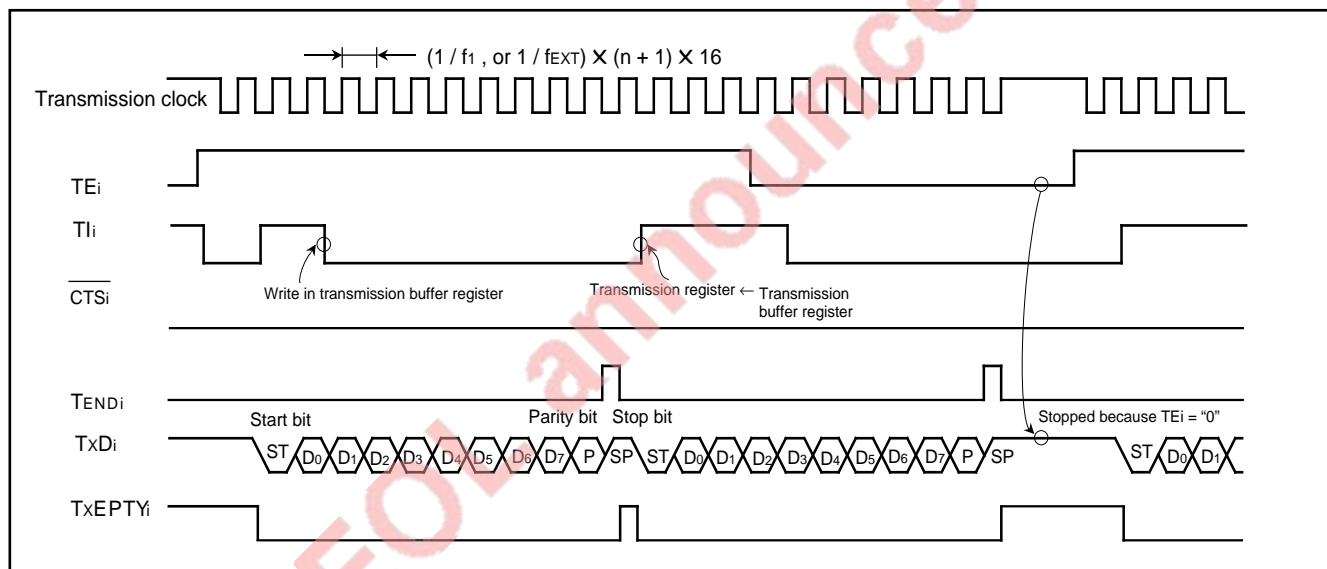 (1 / f1 , or 1 / fEXT) X (n + 1) X 16
Transmission clock
TEi
TIi
Write in transmission buffer register
Transmission register ← Transmission
buffer register
CTSi
TENDi
Start bit
Parity bit
Stop bit
Stopped because TEi = “0”
TxDi
ST D0 D1 D2 D3 D4 D5 D6 D7 P SP ST D0 D1 D2 D3 D4 D5 D6 D7 P SP ST D0 D1
TxEPTYi
EOL announce